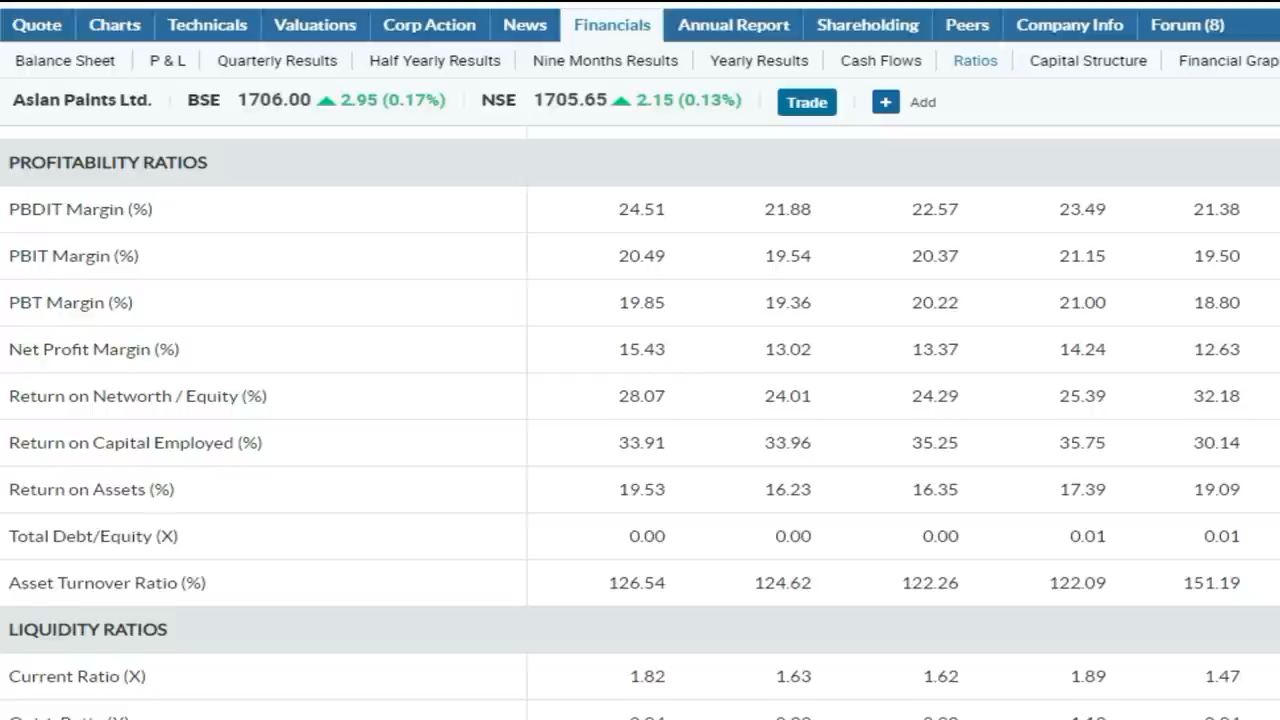 Quote Charts Technicals Valuations Corp Action News Financials Annual Report Shareholding Peers Company Info Forum (8)
Balance Sheet P & L Quarterly Results Half Yearly Results Nine Months Results Yearly Results Cash Flows Ratios Capital Structure Financial Grap
Asian Paints Ltd. BSE 1706.00 2.95 (0.17%) NSE 1705.65 2.15 (0.13%) Trade + Add
PROFITABILITY RATIOS
PBDIT Margin (%) 24.51 21.88 22.57 23.49 21.38
PBIT Margin (%) 20.49 19.54 20.37 21.15 19.50
PBT Margin (%) 19.85 19.36 20.22 21.00 18.80
Net Profit Margin (%) 15.43 13.02 13.37 14.24 12.63
Return on Networth / Equity (%) 28.07 24.01 24.29 25.39 32.18
Return on Capital Employed (%) 33.91 33.96 35.25 35.75 30.14
Return on Assets (%) 19.53 16.23 16.35 17.39 19.09
Total Debt/Equity (X) 0.00 0.00 0.00 0.01 0.01
Asset Turnover Ratio (%) 126.54 124.62 122.26 122.09 151.19
LIQUIDITY RATIOS
Current Ratio (X) 1.82 1.63 1.62 1.89 1.47